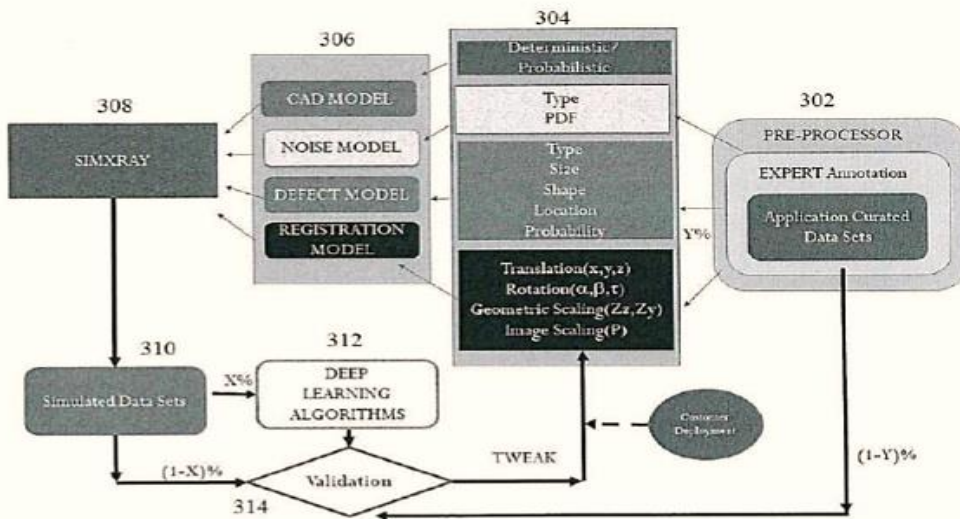 304
Deterministic/
Probabilistic
306
308
CAD MODEL
Type
PDF
302
PRE-PROCESSOR
SIMXRAY
NOISE MODEL
EXPERT Annotation
DEFECT MODEL
Type
Size
Shape
Location
Probability
Application Curated
Data Sets
REGISTRATION
MODEL
Y%
Translation(x,y,z)
Rotation(α,β,τ)
Geometric Scaling(Zz,Zy)
Image Scaling(P)
310
312
Simulated Data Sets
X%
DEEP
LEARNING
ALGORITHMS
Customer
Deployment
(1-X)%
Validation
TWEAK
(1-Y)%
314